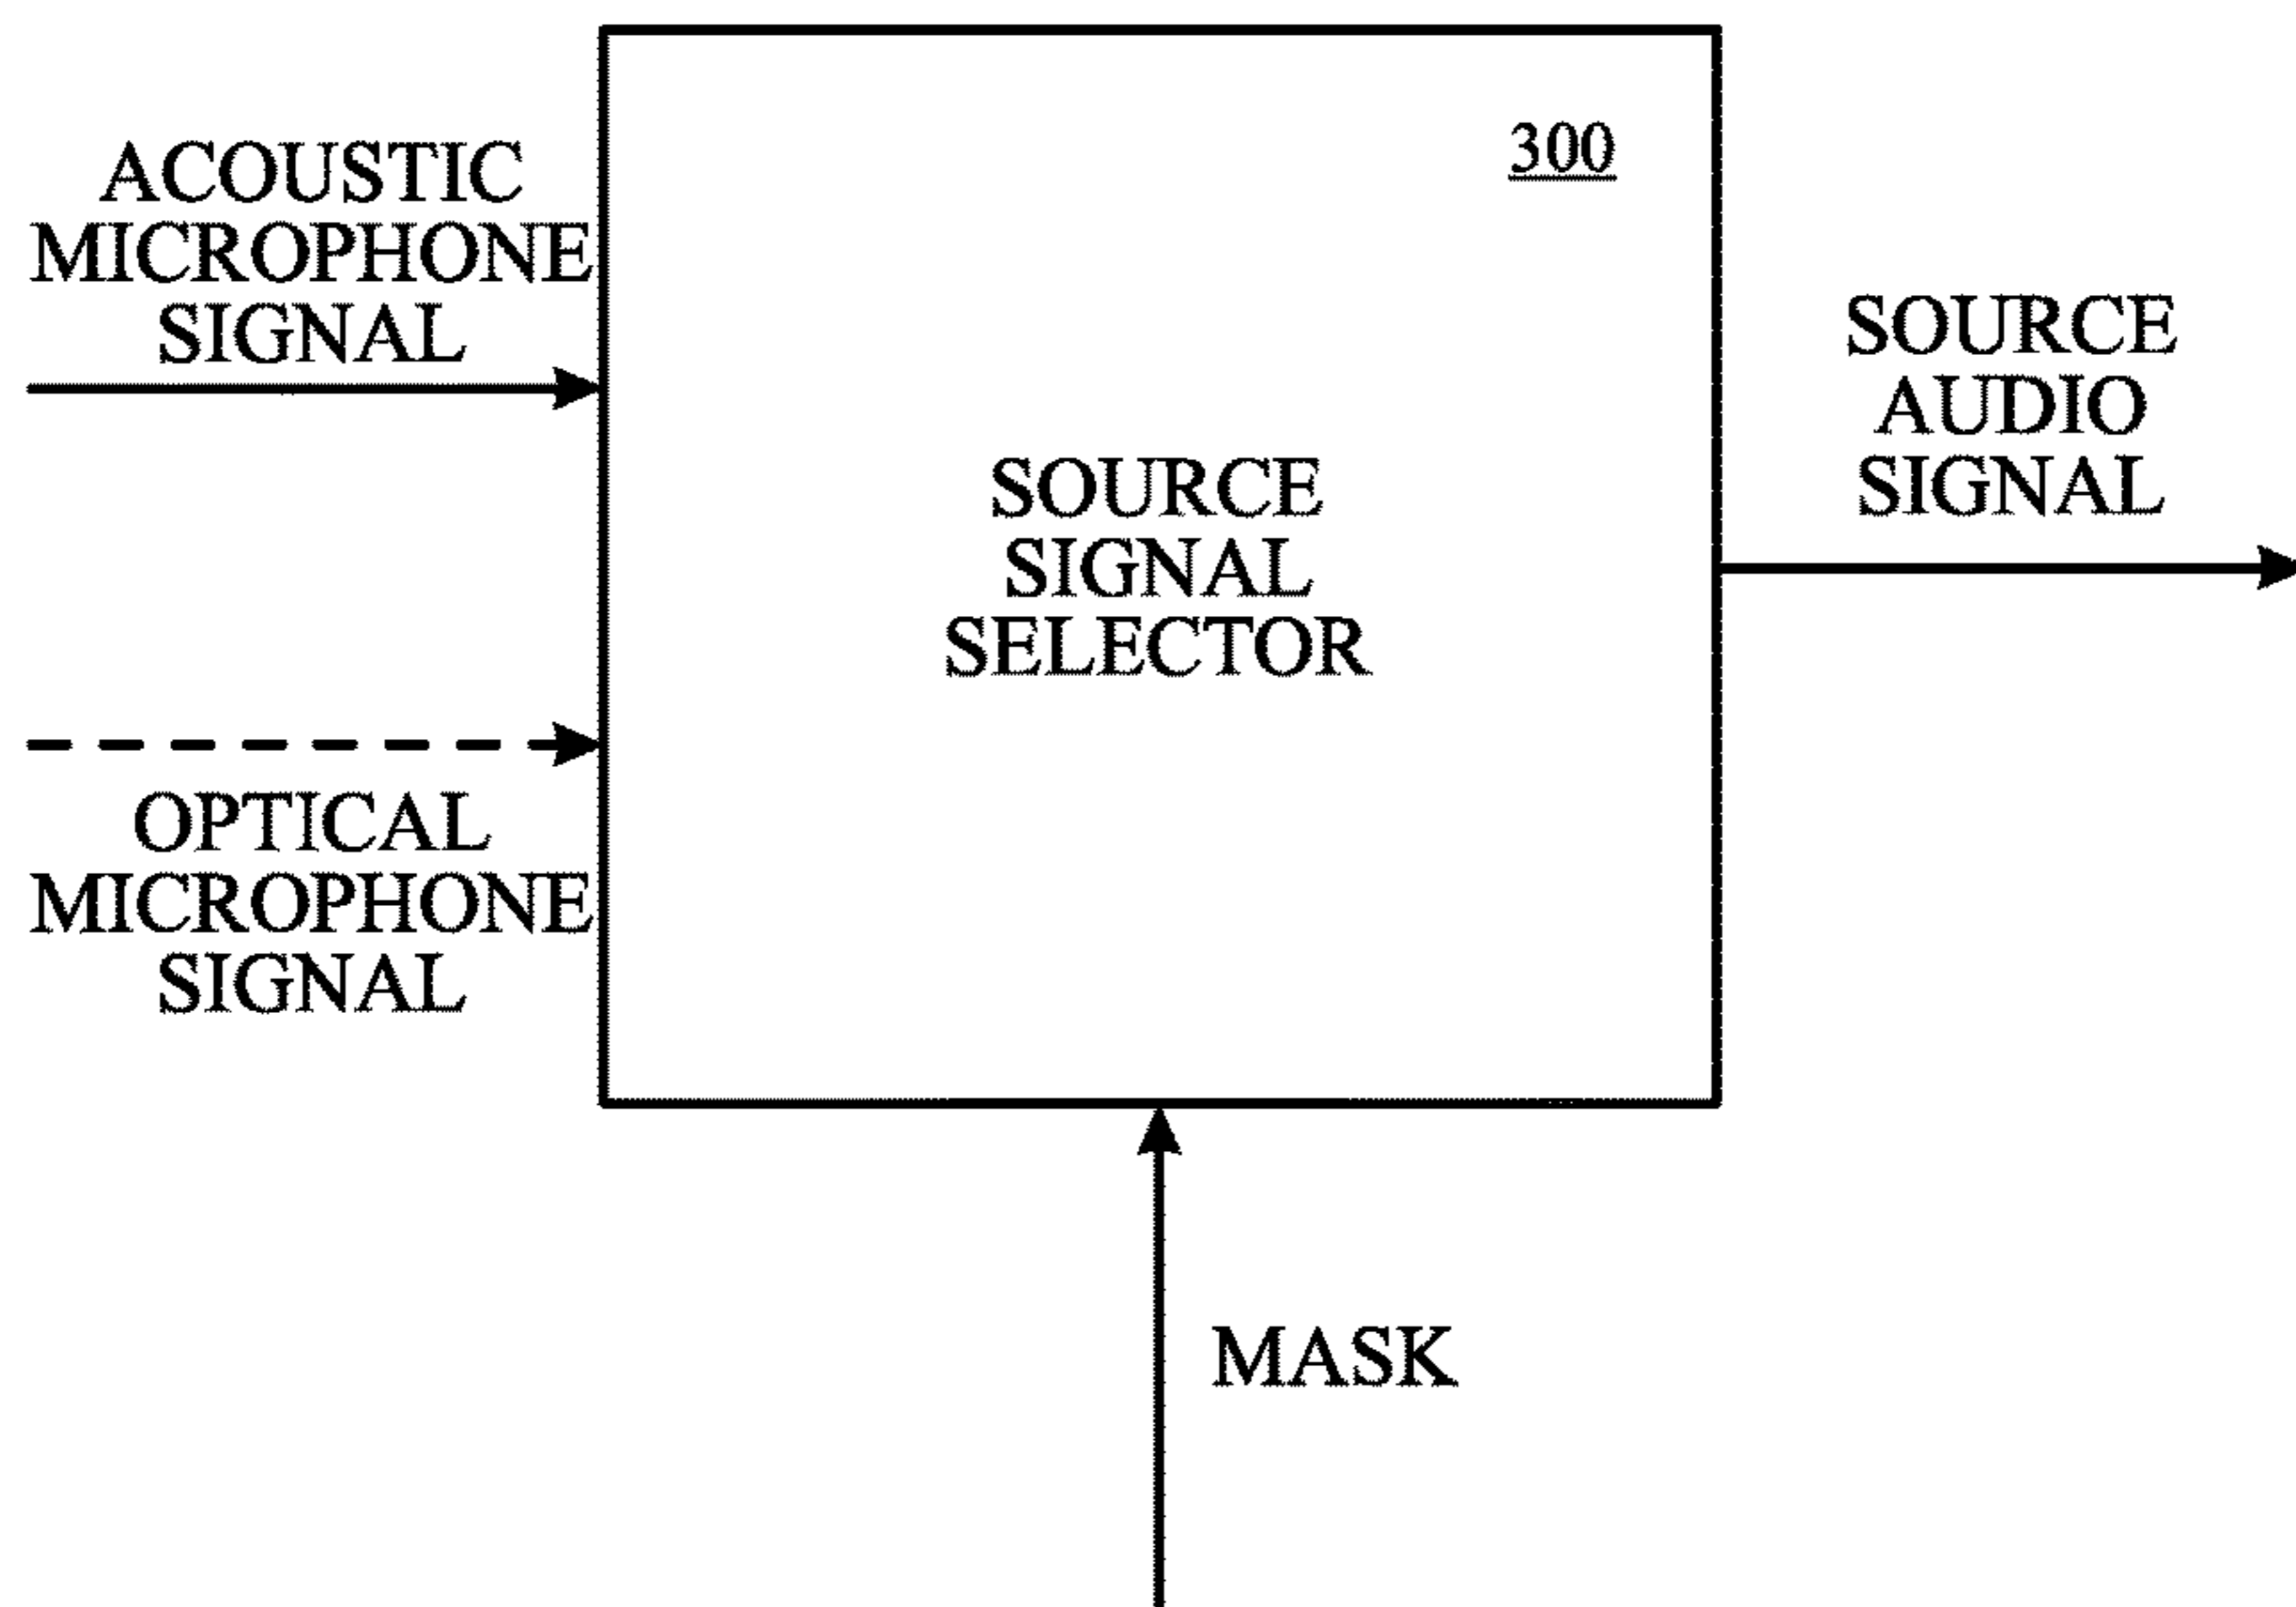 ACOUSTIC
MICROPHONE
SIGNAL
300
SOURCE
SIGNAL
SELECTOR
SOURCE
AUDIO
SIGNAL
OPTICAL
MICROPHONE
SIGNAL
MASK